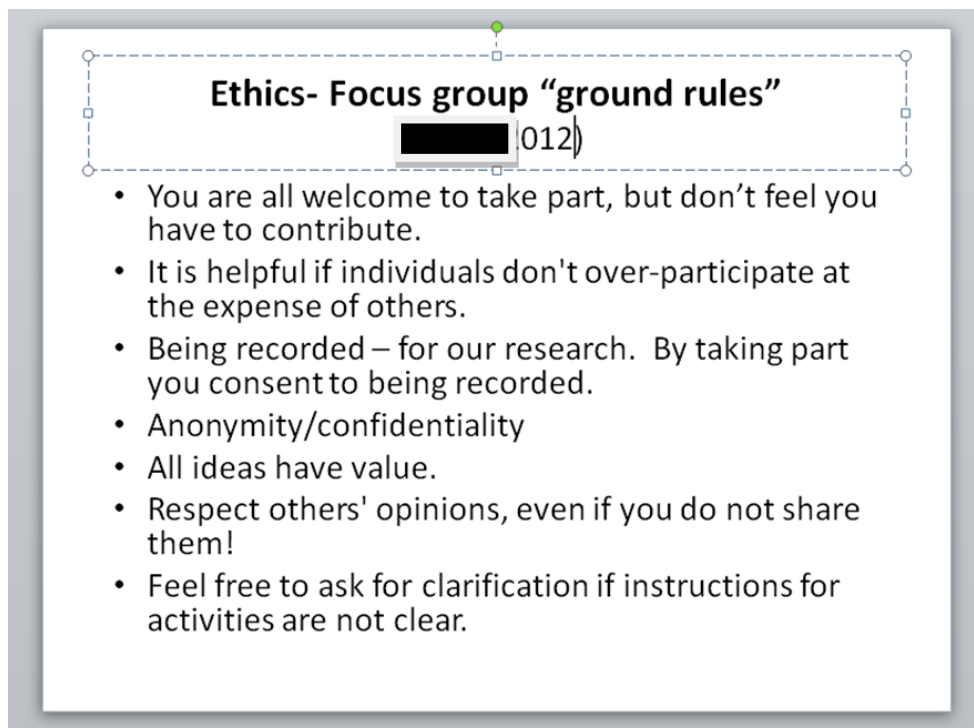 Ethics- Focus group “ground rules”
012)
• You are all welcome to take part, but don’t feel you
have to contribute.
• It is helpful if individuals don't over-participate at
the expense of others.
• Being recorded – for our research.  By taking part
you consent to being recorded.
• Anonymity/confidentiality
• All ideas have value.
• Respect others' opinions, even if you do not share
them!
• Feel free to ask for clarification if instructions for
activities are not clear.